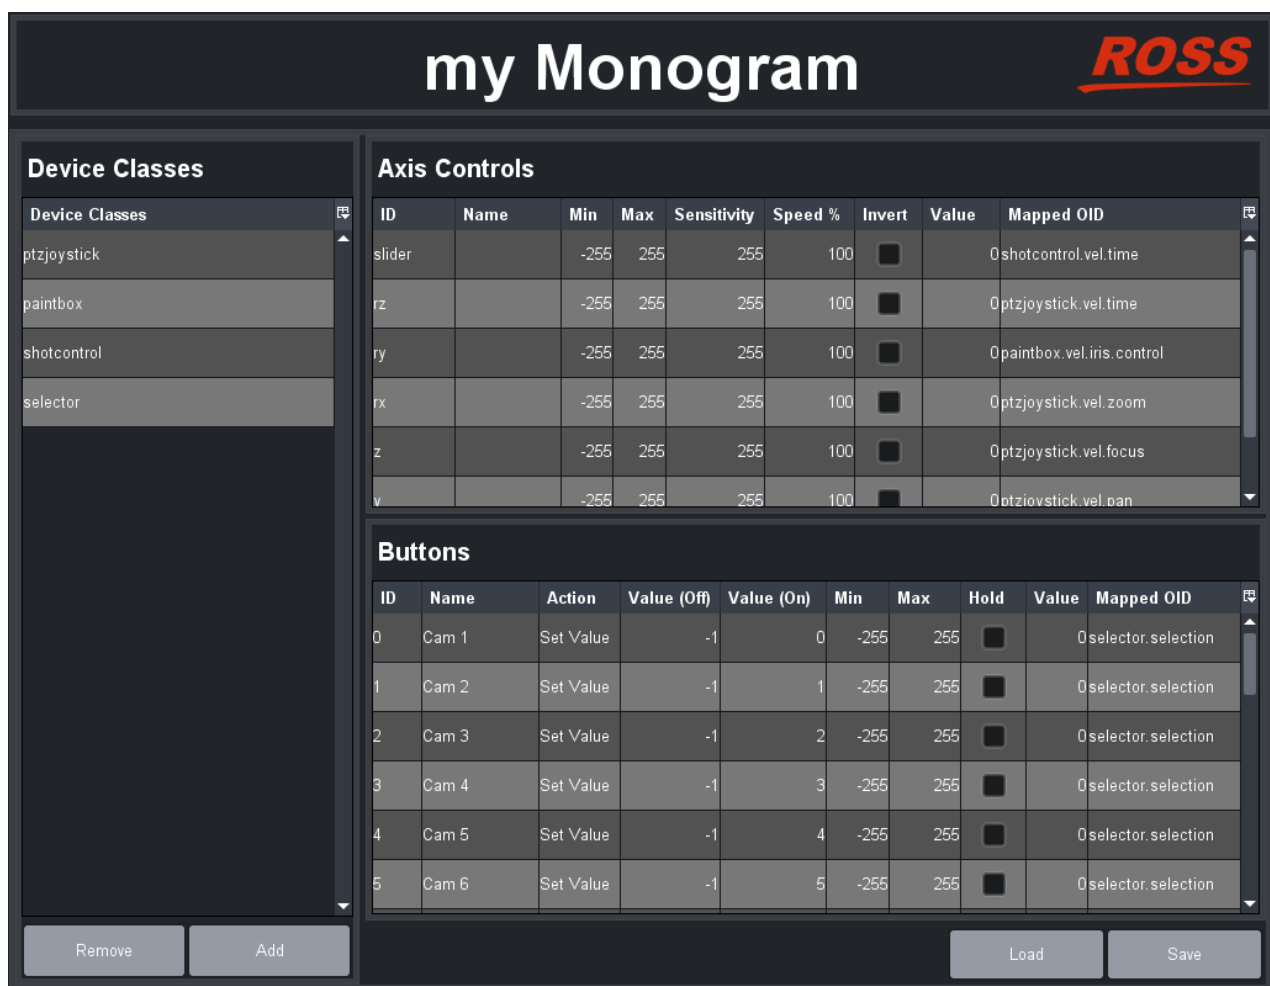 my Monogram
ROSS
Device Classes
Device Classes
ptzjoystick
paintbox
shotcontrol
selector
Remove Add
Axis Controls
ID Name Min Max Sensitivity Speed % Invert Value Mapped OID
slider -255 255 255 100 0 shotcontrol.vel.time
rz -255 255 255 100 0 ptzjoystick.vel.time
ry -255 255 255 100 0 paintbox.vel.iris.control
rx -255 255 255 100 0 ptzjoystick.vel.zoom
z -255 255 255 100 0 ptzjoystick.vel.focus
y -255 255 255 100 0 ptzjoystick.vel.pan
Buttons
ID Name Action Value (Off) Value (On) Min Max Hold Value Mapped OID
0 Cam 1 Set Value -1 0 -255 255 0 selector.selection
1 Cam 2 Set Value -1 1 -255 255 0 selector.selection
2 Cam 3 Set Value -1 2 -255 255 0 selector.selection
3 Cam 4 Set Value -1 3 -255 255 0 selector.selection
4 Cam 5 Set Value -1 4 -255 255 0 selector.selection
5 Cam 6 Set Value -1 5 -255 255 0 selector.selection
Load Save